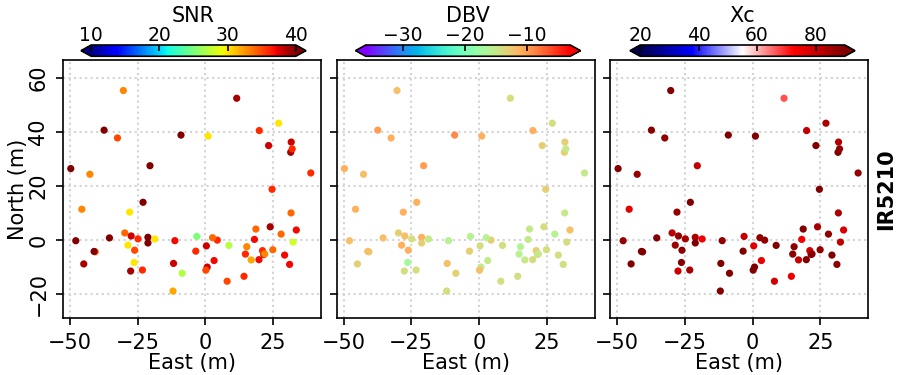 SNR DBV Xc
10 20 30 40 −30 −20 −10 20 40 60 80
North (m)
60
40
20
0
−20
−50 −25 0 25 −50 −25 0 25 −50 −25 0 25
East (m) East (m) East (m)
IR5210